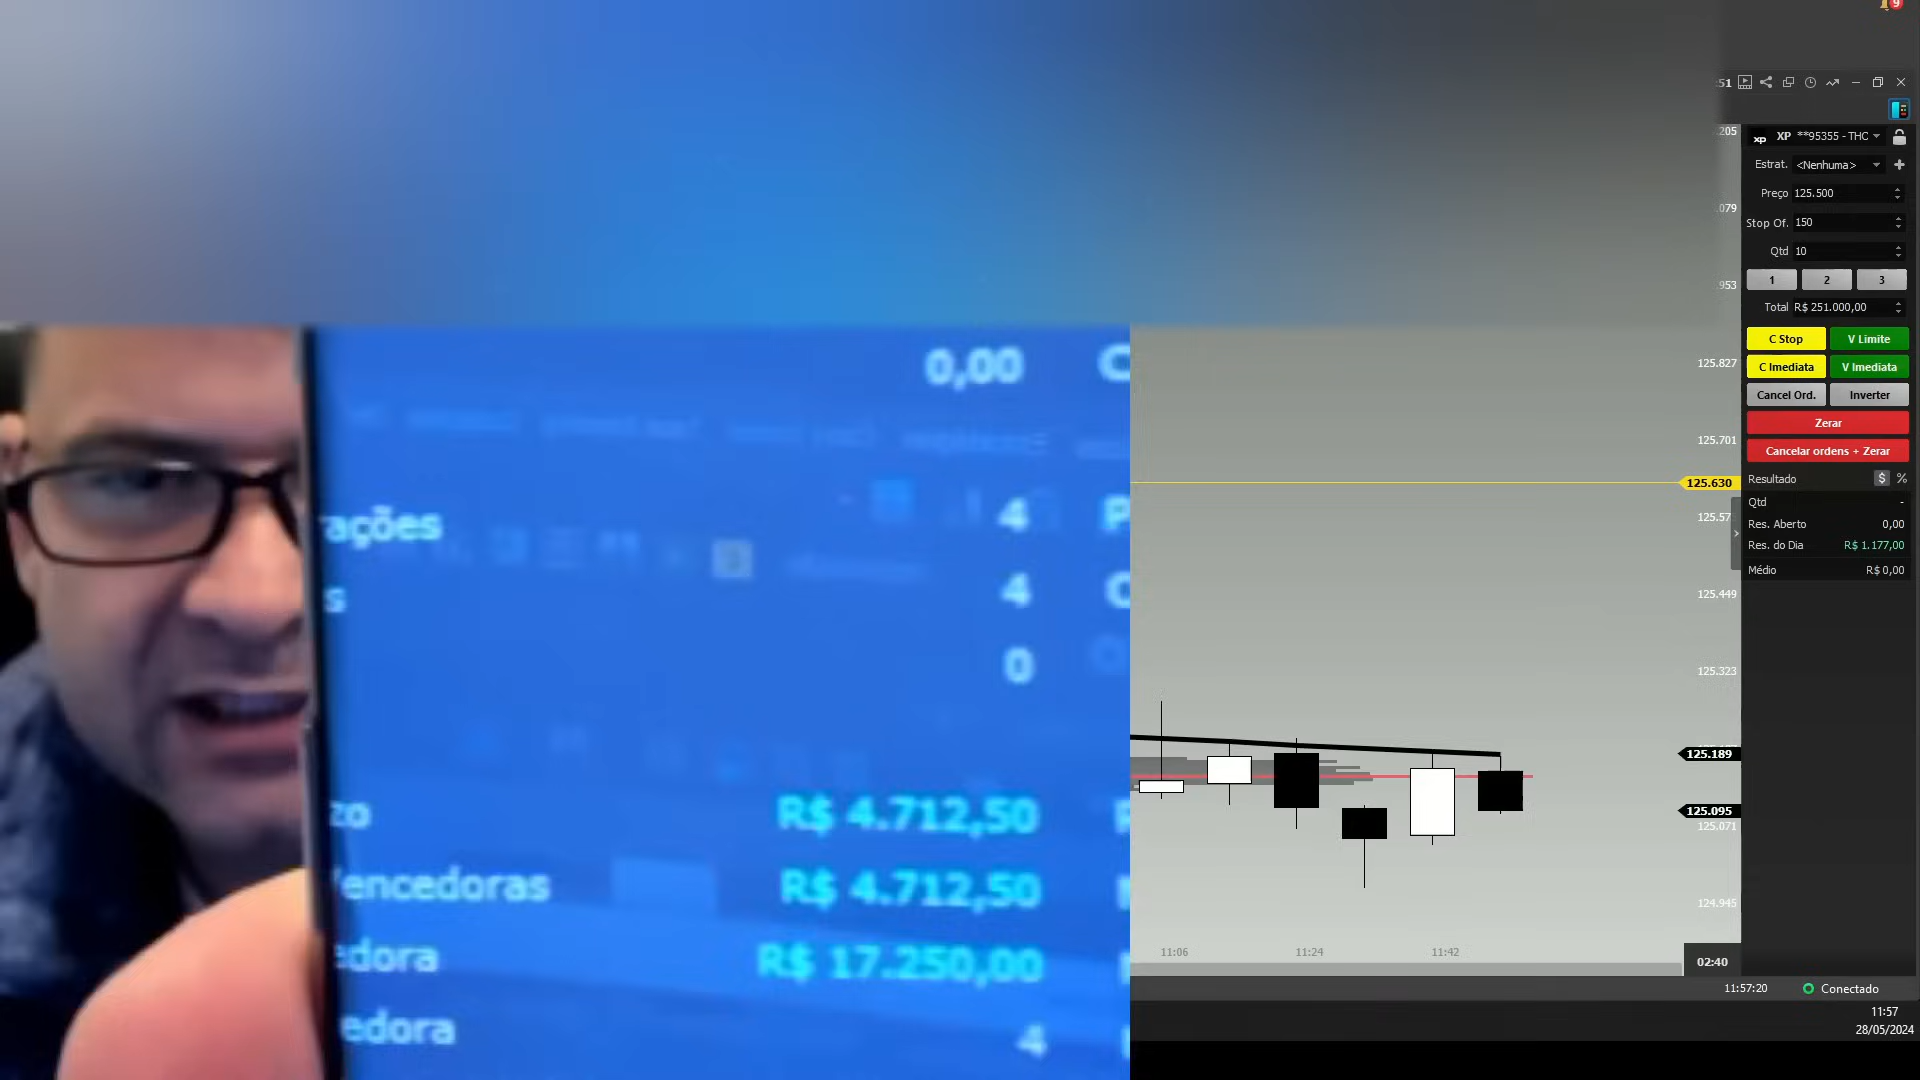 9
:51
205
XP **95355 - THC
xp
Estrat. <Nenhuma>
Preço 125.500
.079
Stop Of. 150
Qtd 10
.953
1 2 3
Total R$ 251.000,00
C Stop V Limite
125.827
C Imediata V Imediata
Cancel Ord. Inverter
Zerar
125.701
Cancelar ordens + Zerar
Resultado $ %
125.630
Qtd -
125.57
Res. Aberto 0,00
Res. do Dia R$ 1.177,00
Médio R$ 0,00
125.449
125.323
125.189
125.095
125.071
124.945
11:06 11:24 11:42
02:40
11:57:20 Conectado
11:57
28/05/2024
0,00
ações 4
s 4
0
zo R$ 4.712,50
Vencedoras R$ 4.712,50
edora R$ 17.250,00
edora 4